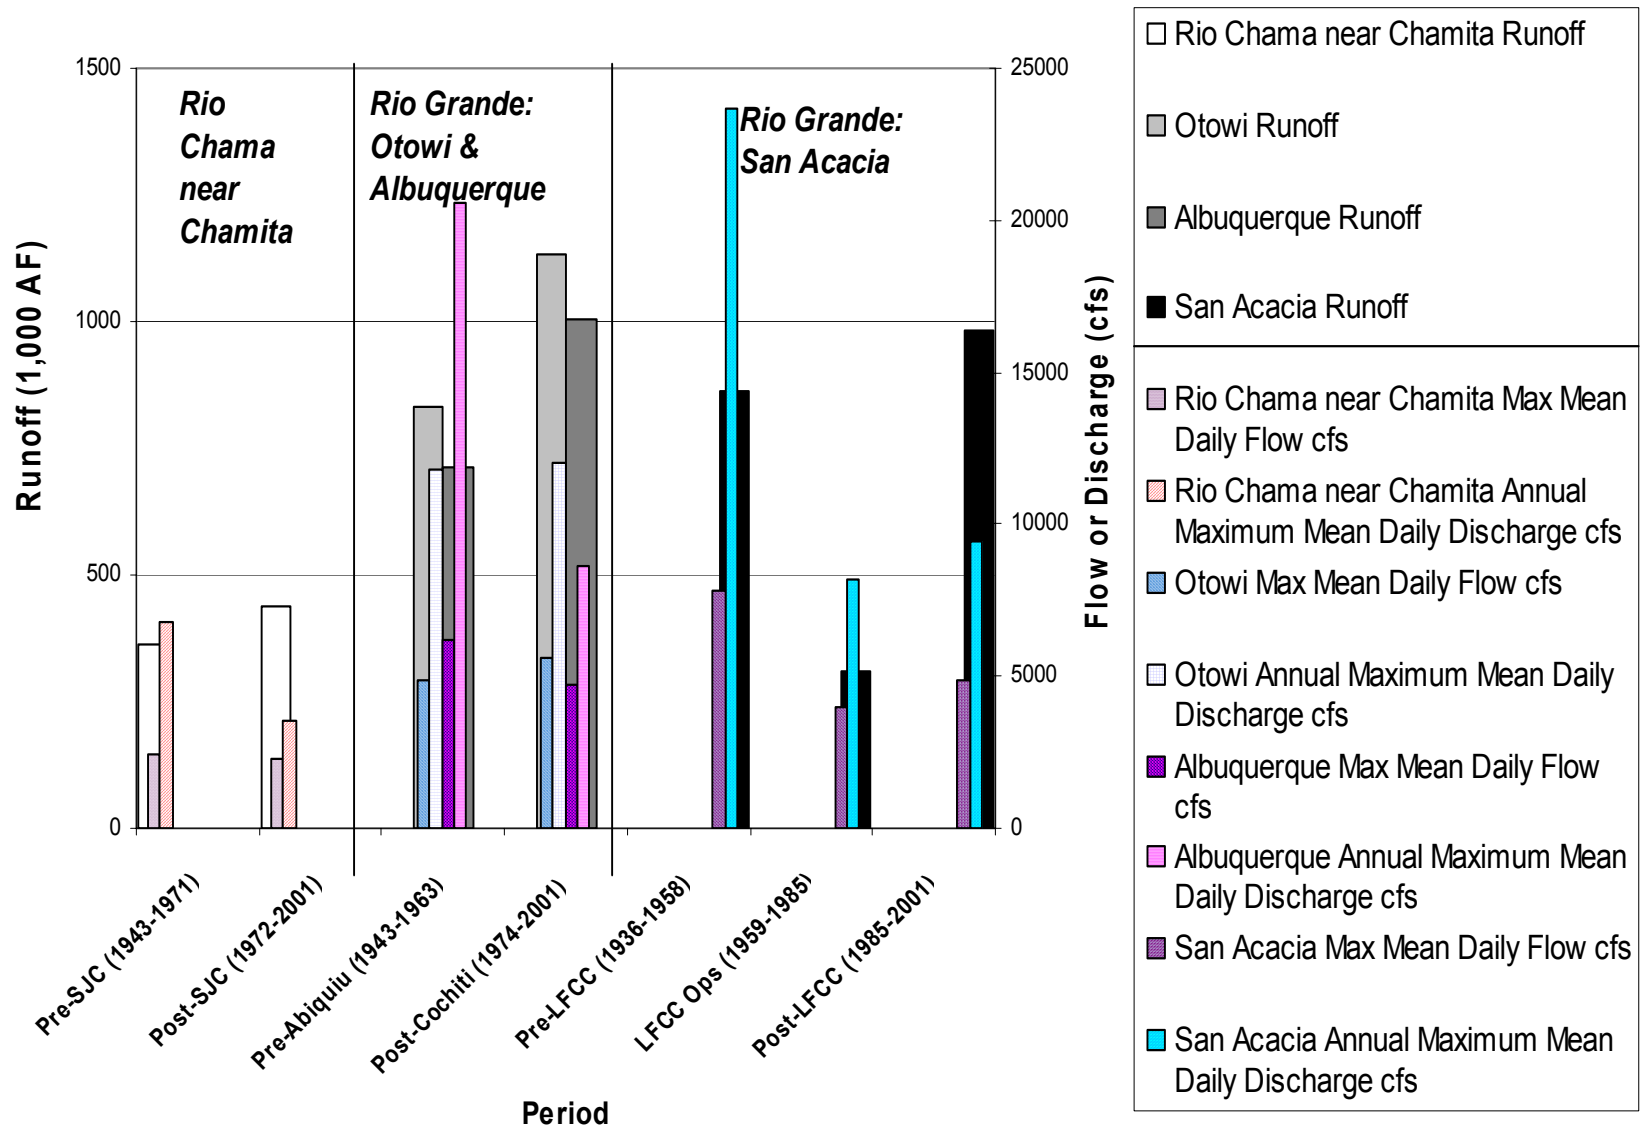 Rio Chama near Chamita Runoff
Otowi Runoff
Albuquerque Runoff
San Acacia Runoff
Rio Chama near Chamita Max Mean
Daily Flow cfs
Rio Chama near Chamita Annual
Maximum Mean Daily Discharge cfs
Otowi Max Mean Daily Flow cfs
Otowi Annual Maximum Mean Daily
Discharge cfs
Albuquerque Max Mean Daily Flow
cfs
Albuquerque Annual Maximum Mean
Daily Discharge cfs
San Acacia Max Mean Daily Flow cfs
San Acacia Annual Maximum Mean
Daily Discharge cfs
Rio
Chama
near
Chamita
Rio Grande:
Otowi &
Albuquerque
Rio Grande:
San Acacia
Runoff (1,000 AF)
1500
1000
500
0
Flow or Discharge (cfs)
25000
20000
15000
10000
5000
0
Pre-SJC (1943-1971)
Post-SJC (1972-2001)
Pre-Abiquiu (1943-1963)
Post-Cochiti (1974-2001)
Pre-LFCC (1936-1958)
LFCC Ops (1959-1985)
Post-LFCC (1985-2001)
Period